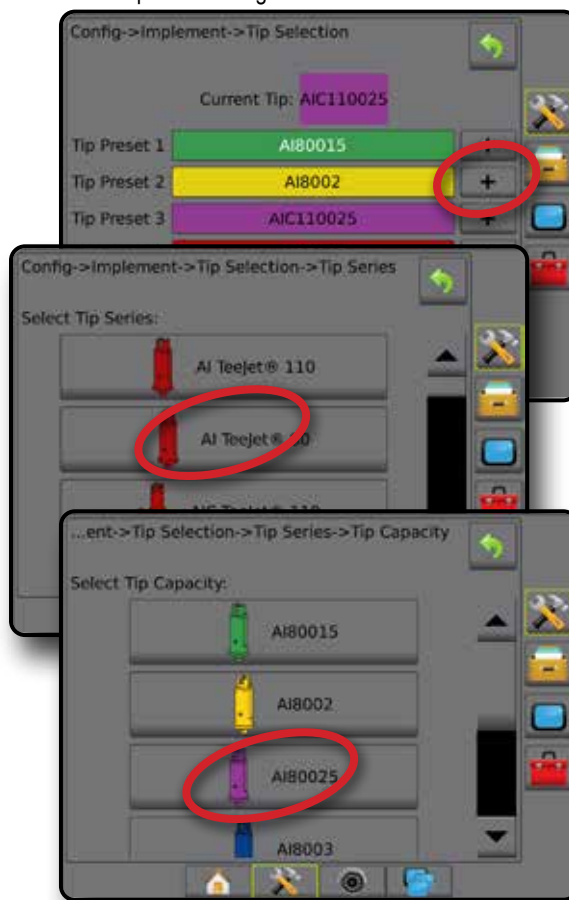 Config->Implement->Tip Selection
Current Tip: AIC110025
Tip Preset 1 AI80015 +
Tip Preset 2 AI8002 +
Tip Preset 3 AIC110025 +
Config->Implement->Tip Selection->Tip Series
Select Tip Series:
AI TeeJet® 110
AI TeeJet® 80
...ent->Tip Selection->Tip Series->Tip Capacity
Select Tip Capacity:
AI80015
AI8002
AI80025
AI8003